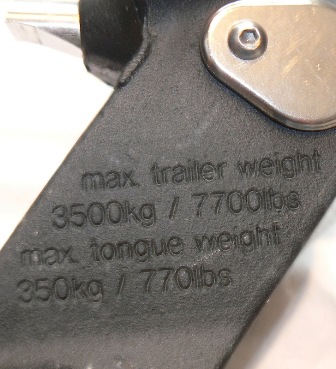 max. trailer weight
3500kg / 7700lbs
max. tongue weight
350kg / 770lbs